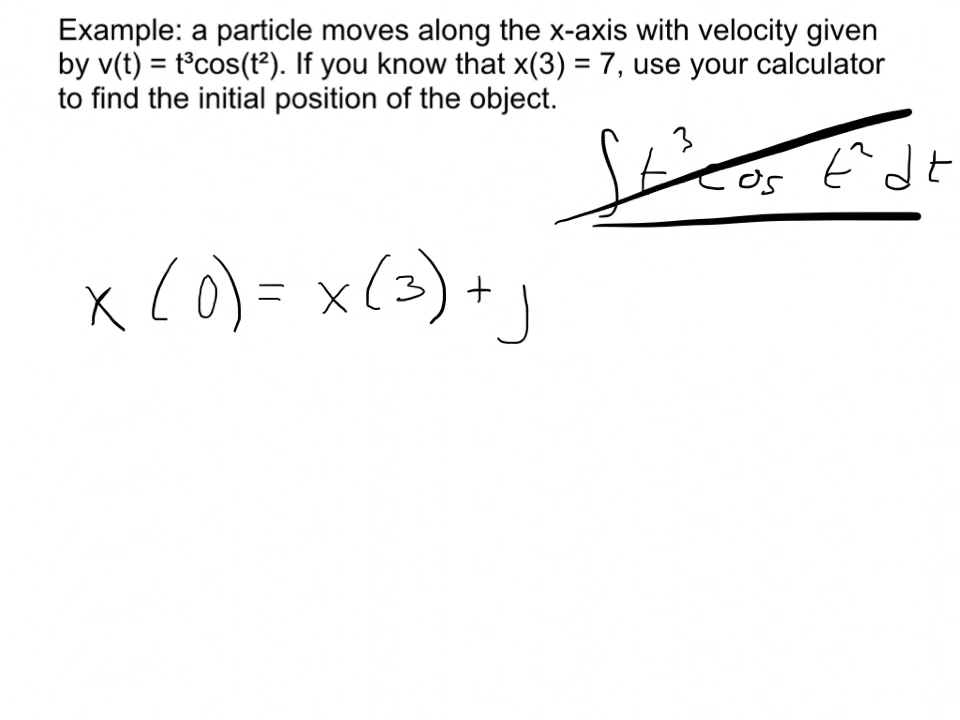 Example: a particle moves along the x-axis with velocity given
by v(t) = t³cos(t²). If you know that x(3) = 7, use your calculator
to find the initial position of the object.
∫t³cos t²dt
x(0) = x(3) +